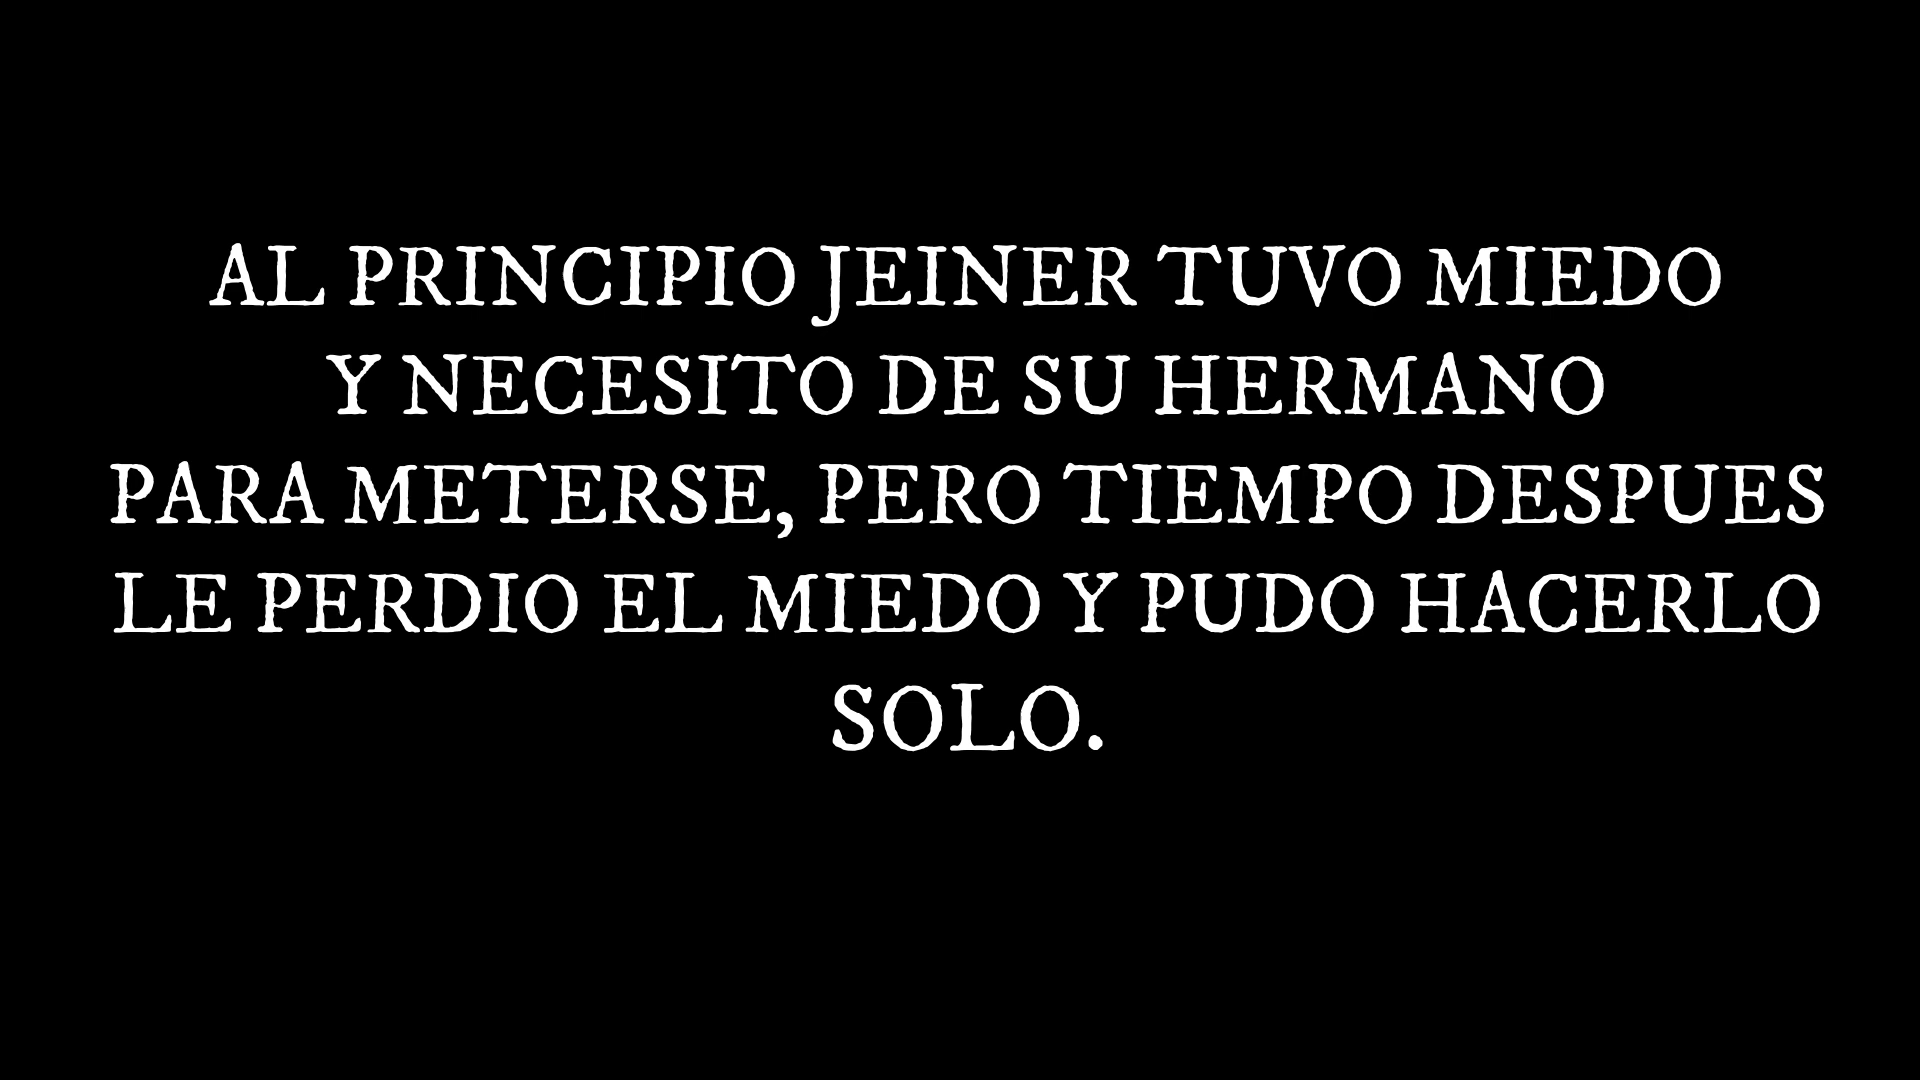 AL PRINCIPIO JEINER TUVO MIEDO
Y NECESITO DE SU HERMANO
PARA METERSE, PERO TIEMPO DESPUES
LE PERDIO EL MIEDO Y PUDO HACERLO
SOLO.